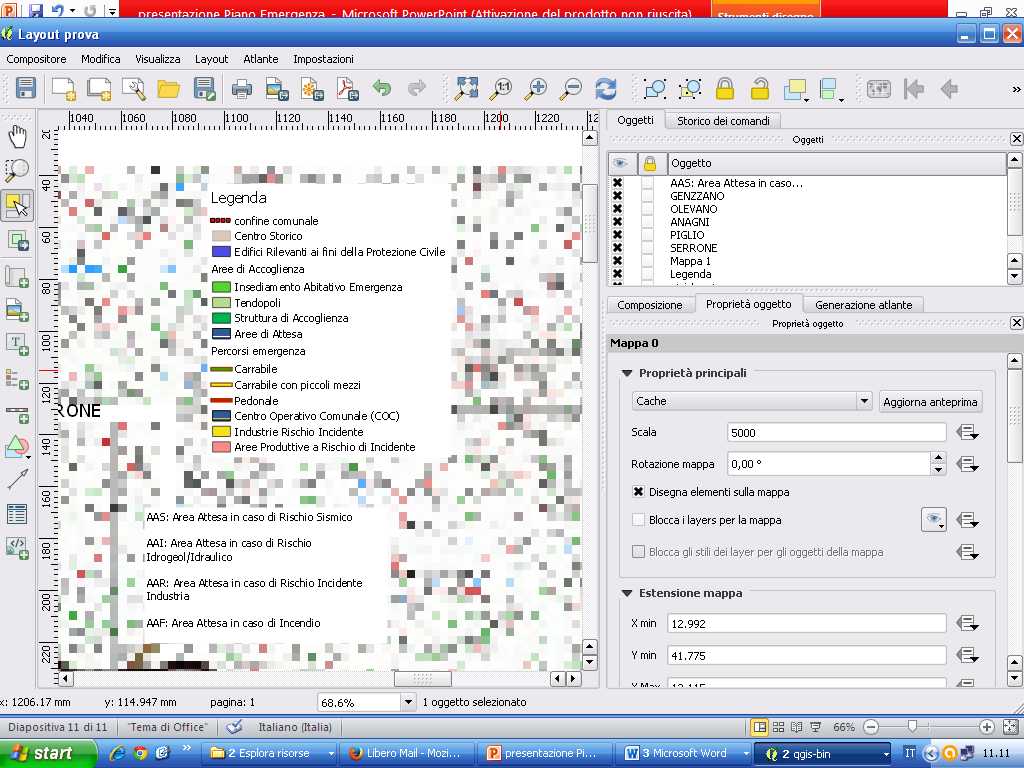 presentazione Piano Emergenza - Microsoft PowerPoint (Attivazione del prodotto non riuscita)
Strumenti disegno
Layout prova
Compositore Modifica Visualizza Layout Atlante Impostazioni
1040 1060 1080 1100 1120 1140 1160 1180 1200 1220 12
20
40
60
80
100
120
140
160
180
200
220
Legenda
confine comunale
Centro Storico
Edifici Rilevanti ai fini della Protezione Civile
Aree di Accoglienza
Insediamento Abitativo Emergenza
Tendopoli
Struttura di Accoglienza
Aree di Attesa
Percorsi emergenza
Carrabile
Carrabile con piccoli mezzi
Pedonale
Centro Operativo Comunale (COC)
Industrie Rischio Incidente
Aree Produttive a Rischio di Incidente
RONE
AAS: Area Attesa in caso di Rischio Sismico
AAI: Area Attesa in caso di Rischio
Idrogeol/Idraulico
AAR: Area Attesa in caso di Rischio Incidente
Industria
AAF: Area Attesa in caso di Incendio
Oggetti Storico dei comandi
Oggetti
Oggetto
AAS: Area Attesa in caso...
GENZZANO
OLEVANO
ANAGNI
PIGLIO
SERRONE
Mappa 1
Legenda
Composizione Proprietà oggetto Generazione atlante
Proprietà oggetto
Mappa 0
Proprietà principali
Cache Aggiorna anteprima
Scala 5000
Rotazione mappa 0,00 °
Disegna elementi sulla mappa
Blocca i layers per la mappa
Blocca gli stili dei layer per gli oggetti della mappa
Estensione mappa
X min 12.992
Y min 41.775
X Max 13.115
x: 1206.17 mm y: 114.947 mm pagina: 1 68.6% 1 oggetto selezionato
Diapositiva 11 di 11 "Tema di Office" Italiano (Italia) 66%
start 2 Esplora risorse Libero Mail - Mozi... presentazione Pi... 3 Microsoft Word 2 qgis-bin IT 11.11